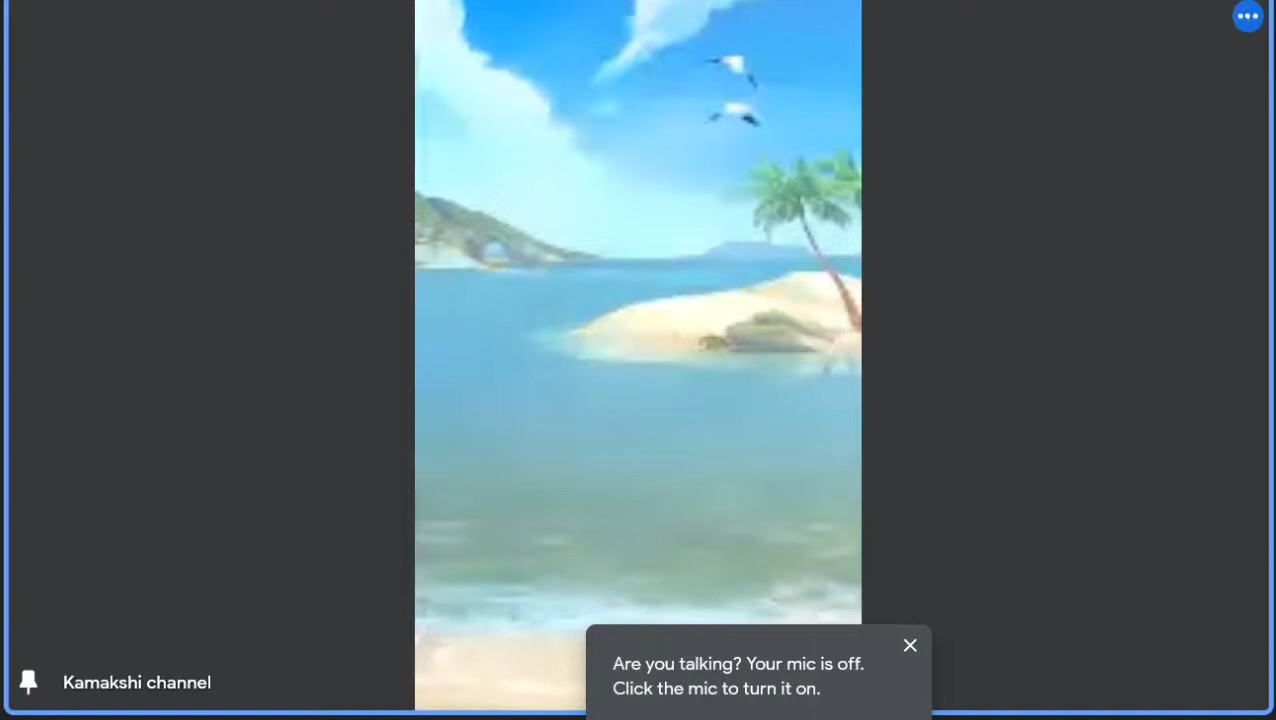 Are you talking? Your mic is off.
Click the mic to turn it on.
Kamakshi channel